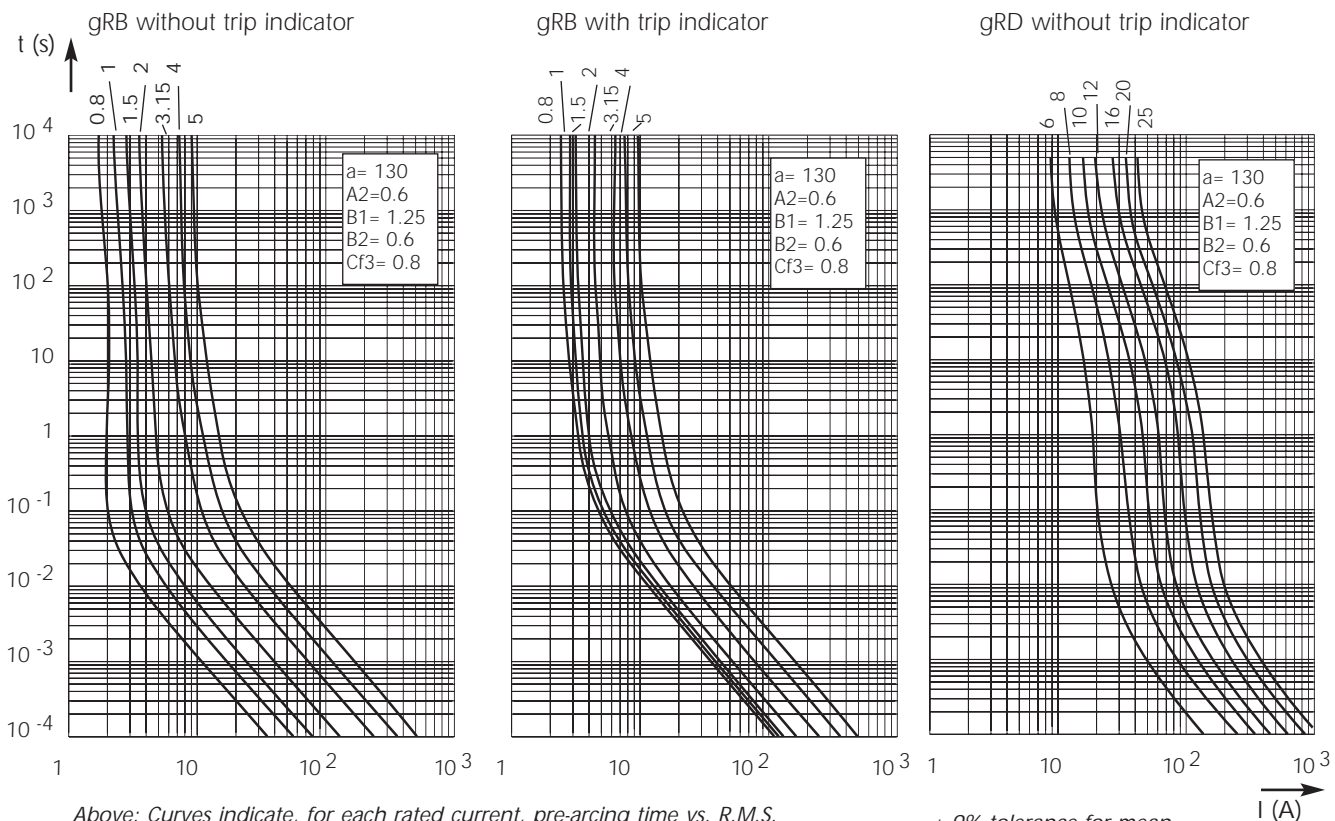 gRB without trip indicator
gRB with trip indicator
gRD without trip indicator
t (s)
0.8
1
1.5
2
3.15
4
5
0.8
1
1.5
2
3.15
4
5
6
8
10
12
16
20
25
10 4
10 3
10 2
10
1
10 -1
10 -2
10 -3
10 -4
a= 130
A2=0.6
B1= 1.25
B2= 0.6
Cf3= 0.8
a= 130
A2=0.6
B1= 1.25
B2= 0.6
Cf3= 0.8
a= 130
A2=0.6
B1= 1.25
B2= 0.6
Cf3= 0.8
1 10 10 2 10 3
1 10 10 2 10 3
1 10 10 2 10 3
I (A)
Above: Curves indicate, for each rated current, pre-arcing time vs. R.M.S.
9% tolerance for mean